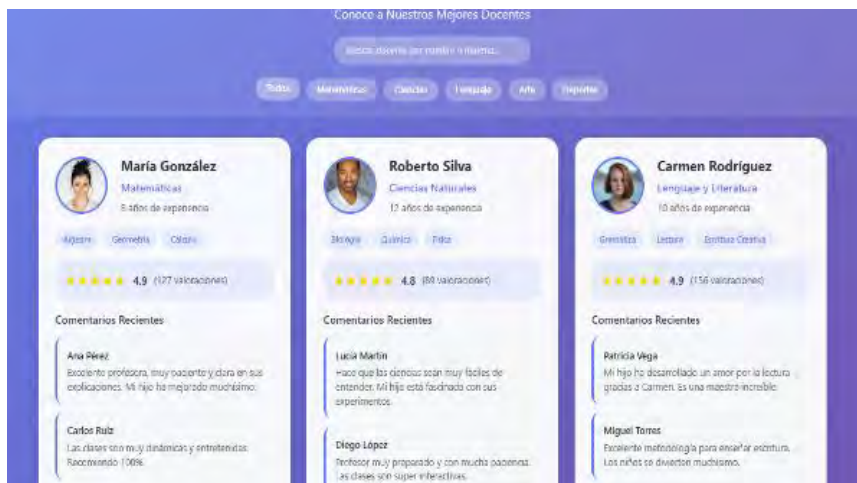 Conoce a Nuestros Mejores Docentes
Buscar docente por nombre o materia...
Todos
Matemáticas
Ciencias
Lenguaje
Arte
Deportes
María González
Matemáticas
8 años de experiencia
Álgebra
Geometría
Cálculo
4.9 (127 valoraciones)
Comentarios Recientes
Ana Pérez
Excelente profesora, muy paciente y clara en sus
explicaciones. Mi hijo ha mejorado muchísimo.
Carlos Ruiz
Las clases son muy dinámicas y entretenidas.
Recomiendo 100%.
Roberto Silva
Ciencias Naturales
12 años de experiencia
Biología
Química
Física
4.8 (89 valoraciones)
Comentarios Recientes
Lucía Martín
Hace que las ciencias sean muy fáciles de
entender. Mi hija está fascinada con sus
experimentos.
Diego López
Profesor muy preparado y con mucha paciencia.
Las clases son super interactivas.
Carmen Rodríguez
Lenguaje y Literatura
10 años de experiencia
Gramática
Lectura
Escritura Creativa
4.9 (156 valoraciones)
Comentarios Recientes
Patricia Vega
Mi hijo ha desarrollado un amor por la lectura
gracias a Carmen. Es una maestra increíble.
Miguel Torres
Excelente metodología para enseñar escritura.
Los niños se divierten muchísimo.